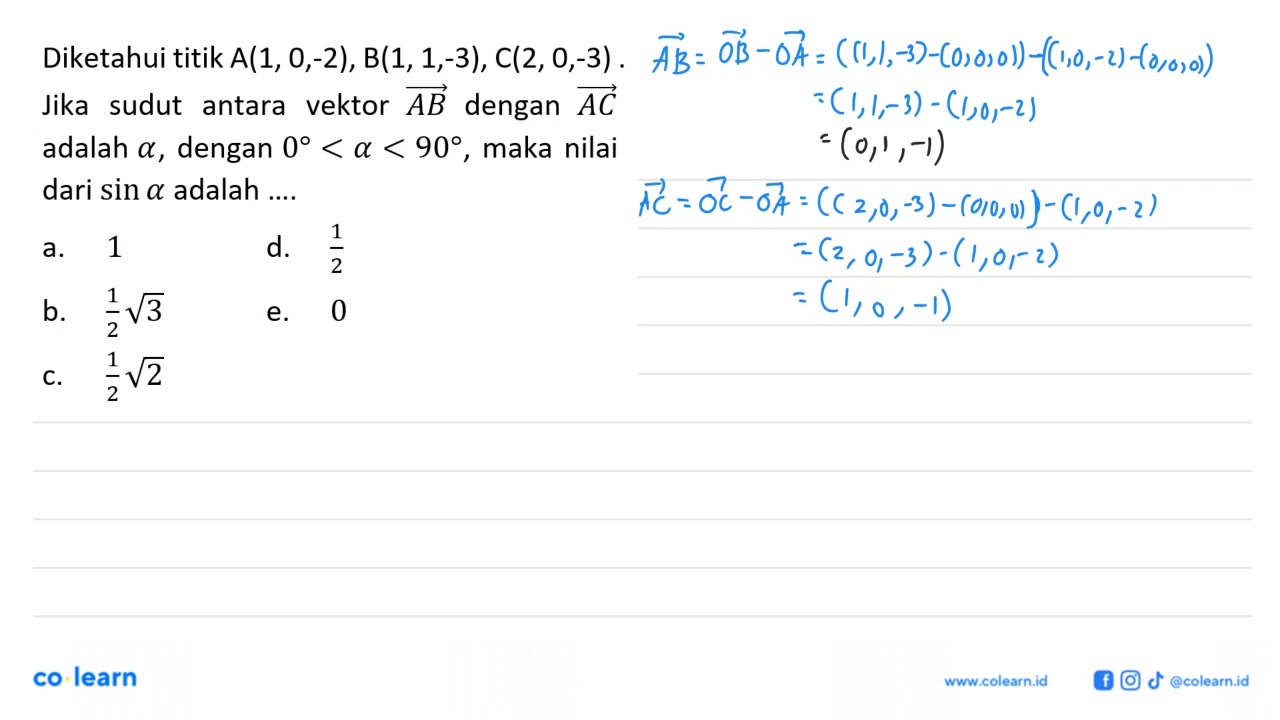 Diketahui titik A(1, 0,-2), B(1, 1,-3), C(2, 0,-3) .
Jika sudut antara vektor \overrightarrow{AB} dengan \overrightarrow{AC}
adalah α, dengan 0° < α < 90°, maka nilai
dari sin α adalah ....
a. 1 d. \frac{1}{2}
b. \frac{1}{2}√3 e. 0
c. \frac{1}{2}√2
\overrightarrow{AB} = \overrightarrow{OB} - \overrightarrow{OA} = ((1,1,-3)-(0,0,0))-((1,0,-2)-(0,0,0))
=(1,1,-3)-(1,0,-2)
= (0,1,-1)
\overrightarrow{AC} = \overrightarrow{OC} - \overrightarrow{OA} = ((2,0,-3)-(0,0,0))-(1,0,-2)
=(2,0,-3)-(1,0,-2)
= (1,0,-1)
co learn
www.colearn.id @colearn.id